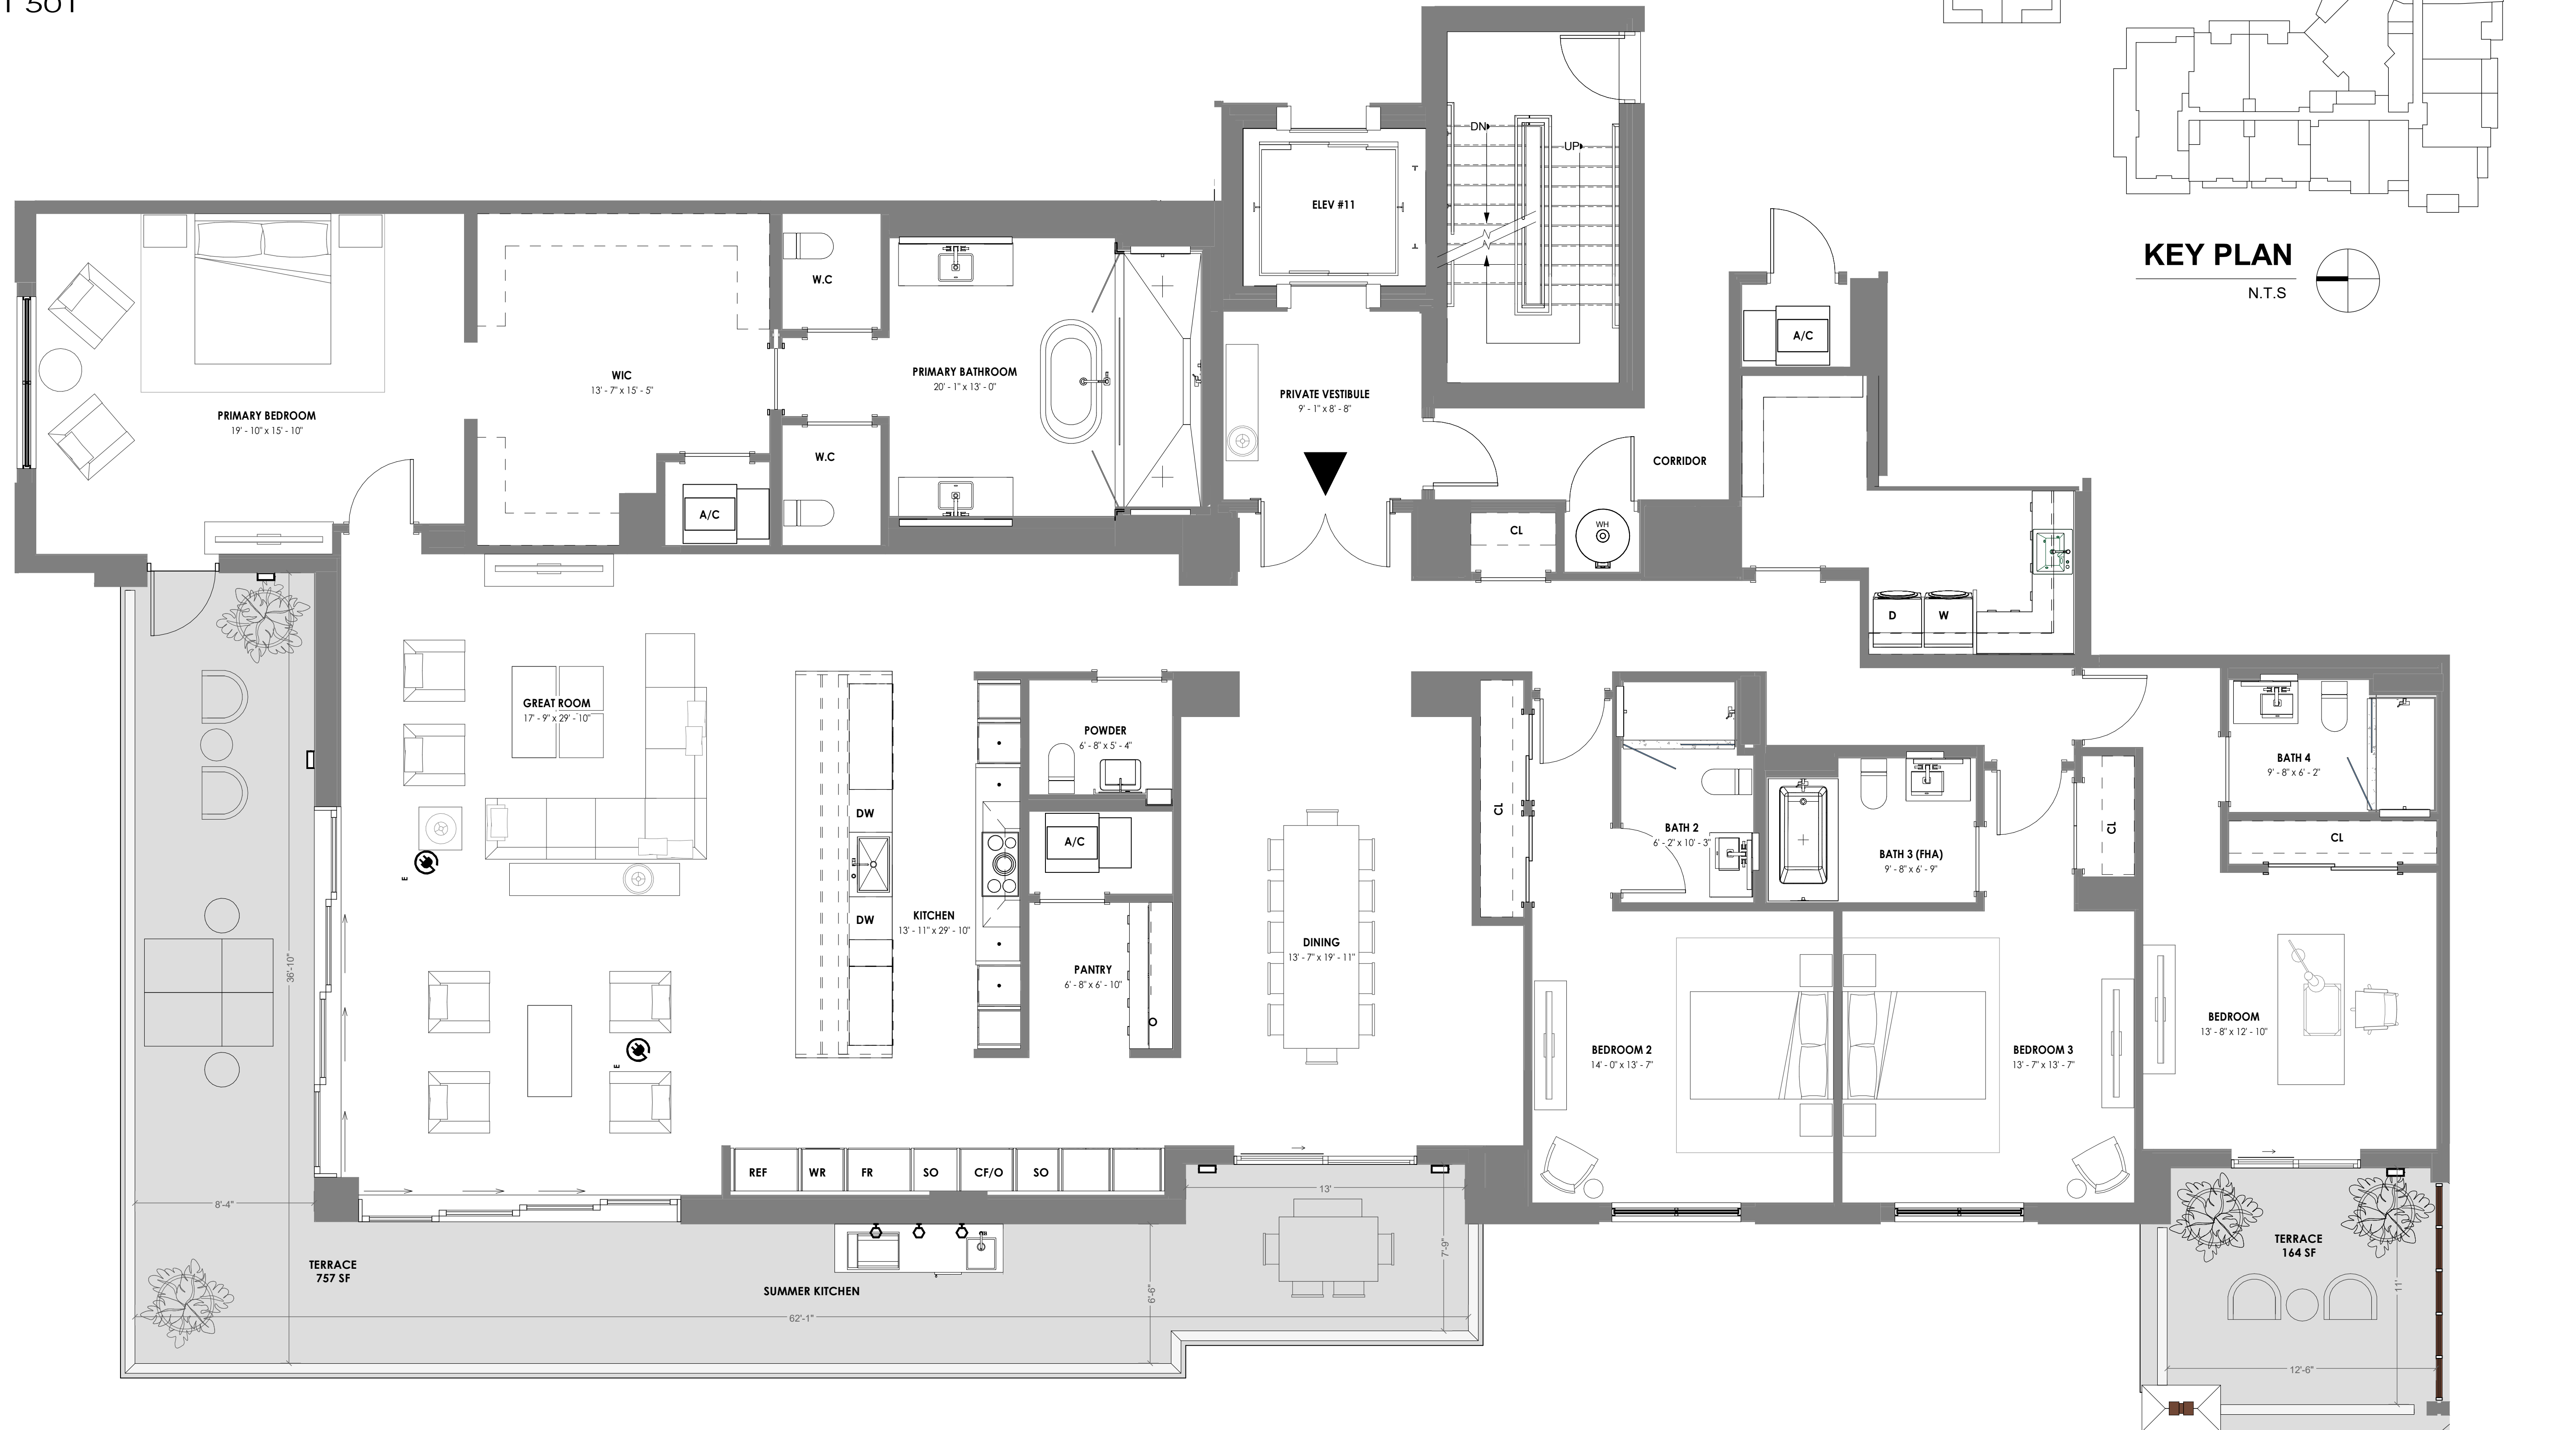 DN
UP
ELEV #11
KEY PLAN
N.T.S
A/C
W.C
PRIMARY BEDROOM
19' - 10" x 15' - 10"
WIC
13' - 7" x 15' - 5"
PRIMARY BATHROOM
20' - 1" x 13' - 0"
PRIVATE VESTIBULE
9' - 1" x 8' - 8"
W.C
A/C
CORRIDOR
CL
WH
D
W
GREAT ROOM
17' - 9" x 29' - 10"
DW
DW
KITCHEN
13' - 11" x 29' - 10"
POWDER
6' - 8" x 5' - 4"
A/C
PANTRY
6' - 8" x 6' - 10"
DINING
13' - 7" x 19' - 11"
CL
BATH 2
6' - 2" x 10' - 3"
BATH 3 (FHA)
9' - 8" x 6' - 9"
CL
BATH 4
9' - 8" x 6' - 2"
CL
E
E
BEDROOM 2
14' - 0" x 13' - 7"
BEDROOM 3
13' - 7" x 13' - 7"
BEDROOM
13' - 8" x 12' - 10"
36'-10"
8'-4"
REF
WR
FR
SO
CF/O
SO
13'
7'-9"
6'-6"
TERRACE
757 SF
SUMMER KITCHEN
62'-1"
TERRACE
164 SF
11'
12'-6"